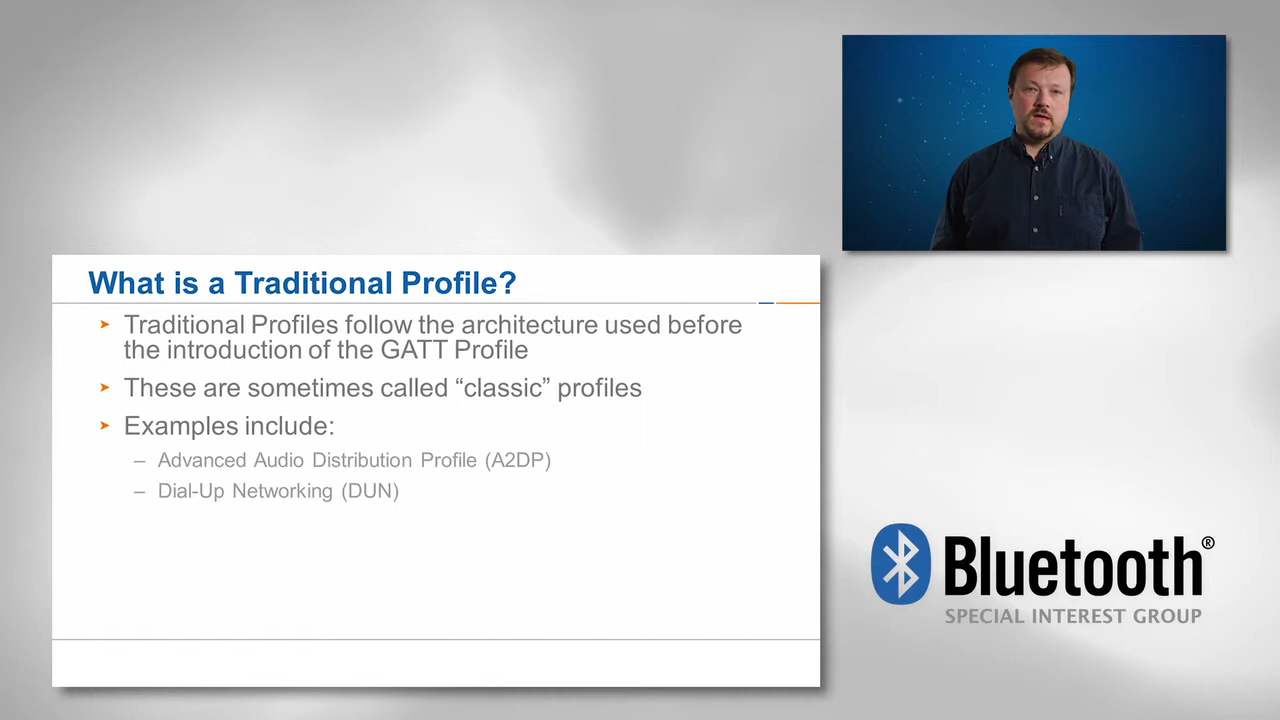 What is a Traditional Profile?
➤ Traditional Profiles follow the architecture used before
the introduction of the GATT Profile
➤ These are sometimes called “classic” profiles
➤ Examples include:
– Advanced Audio Distribution Profile (A2DP)
– Dial-Up Networking (DUN)
Bluetooth®
SPECIAL INTEREST GROUP